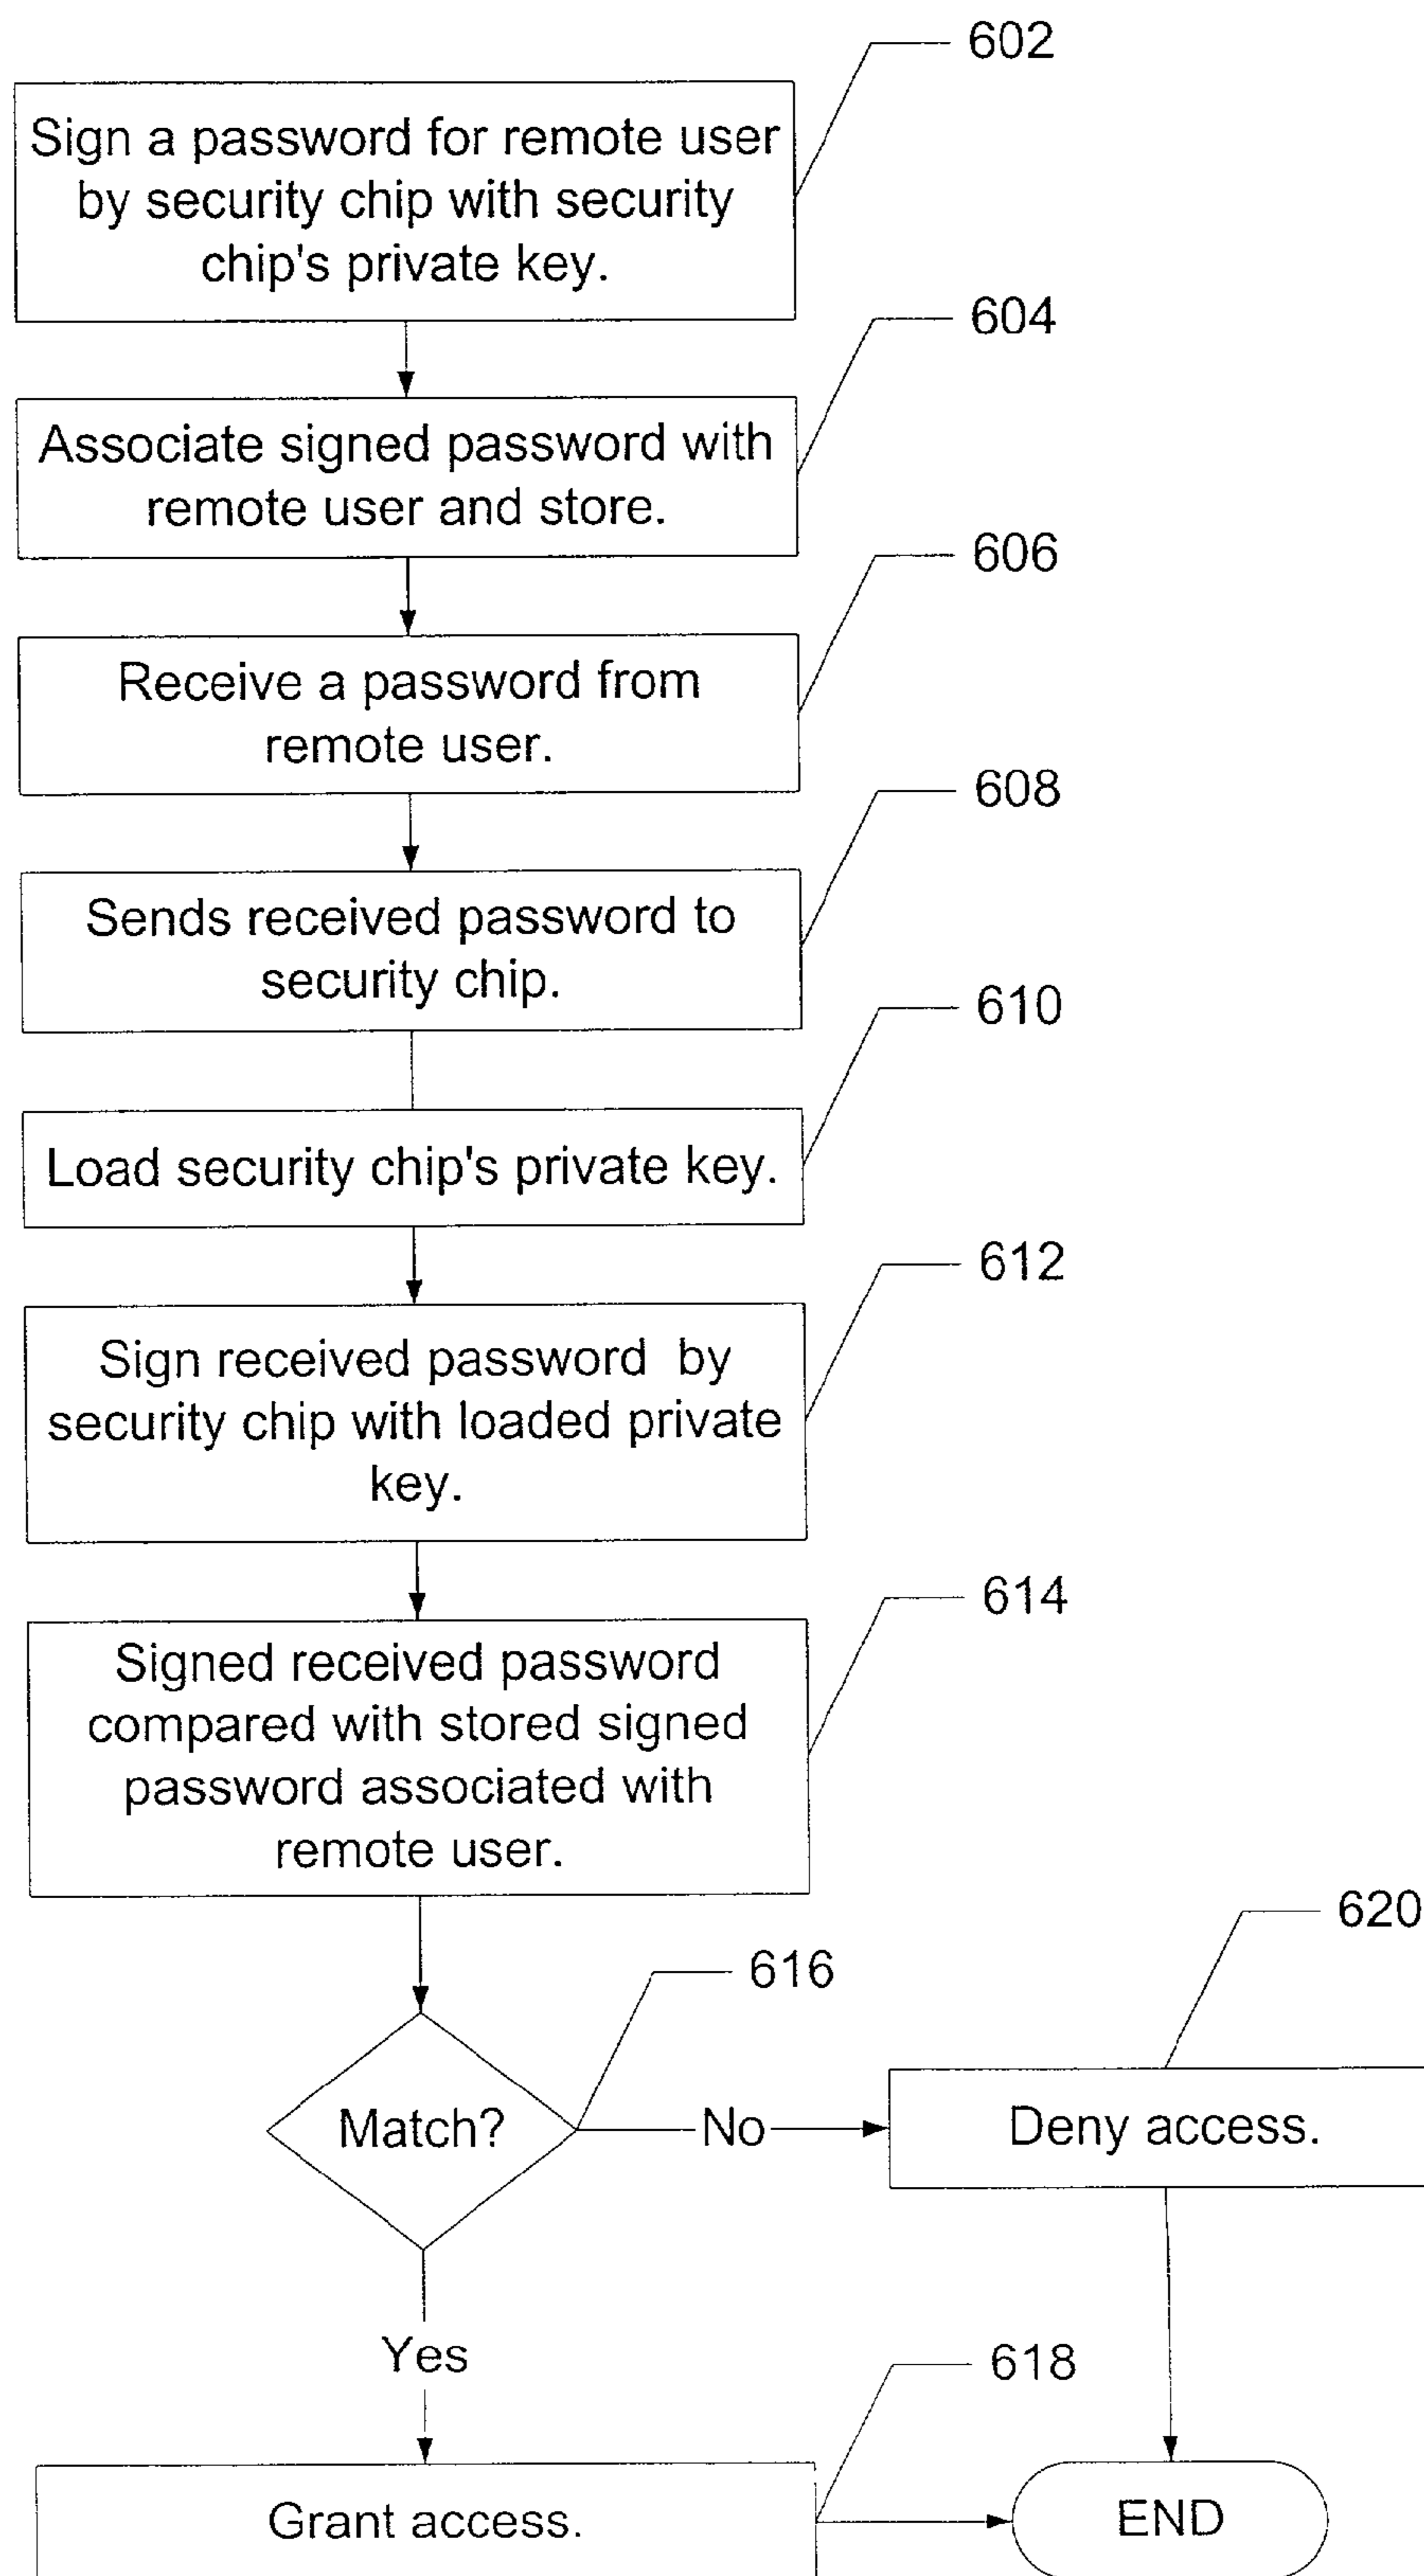 602
Sign a password for remote user
by security chip with security
chip's private key.
604
Associate signed password with
remote user and store.
606
Receive a password from
remote user.
608
Sends received password to
security chip.
610
Load security chip's private key.
612
Sign received password by
security chip with loaded private
key.
614
Signed received password
compared with stored signed
password associated with
remote user.
616
620
Match?
No
Deny access.
Yes
618
Grant access.
END